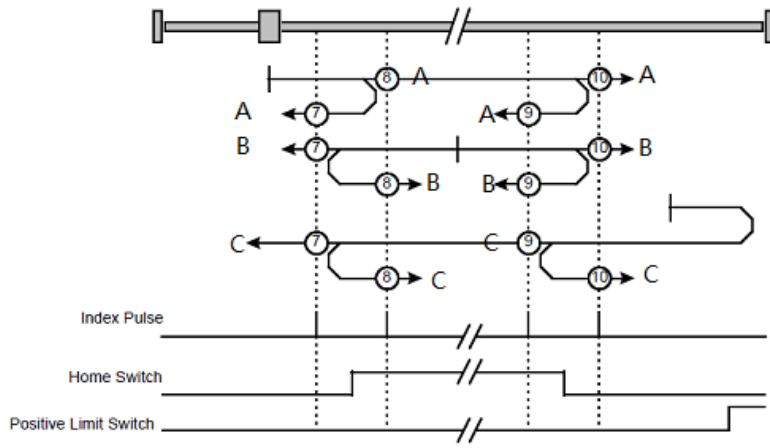 8 A 10 A
A 7 A 9
B 7 10 B
8 B B 9
C 7 C 9
8 C 10 C
Index Pulse
Home Switch
Positive Limit Switch